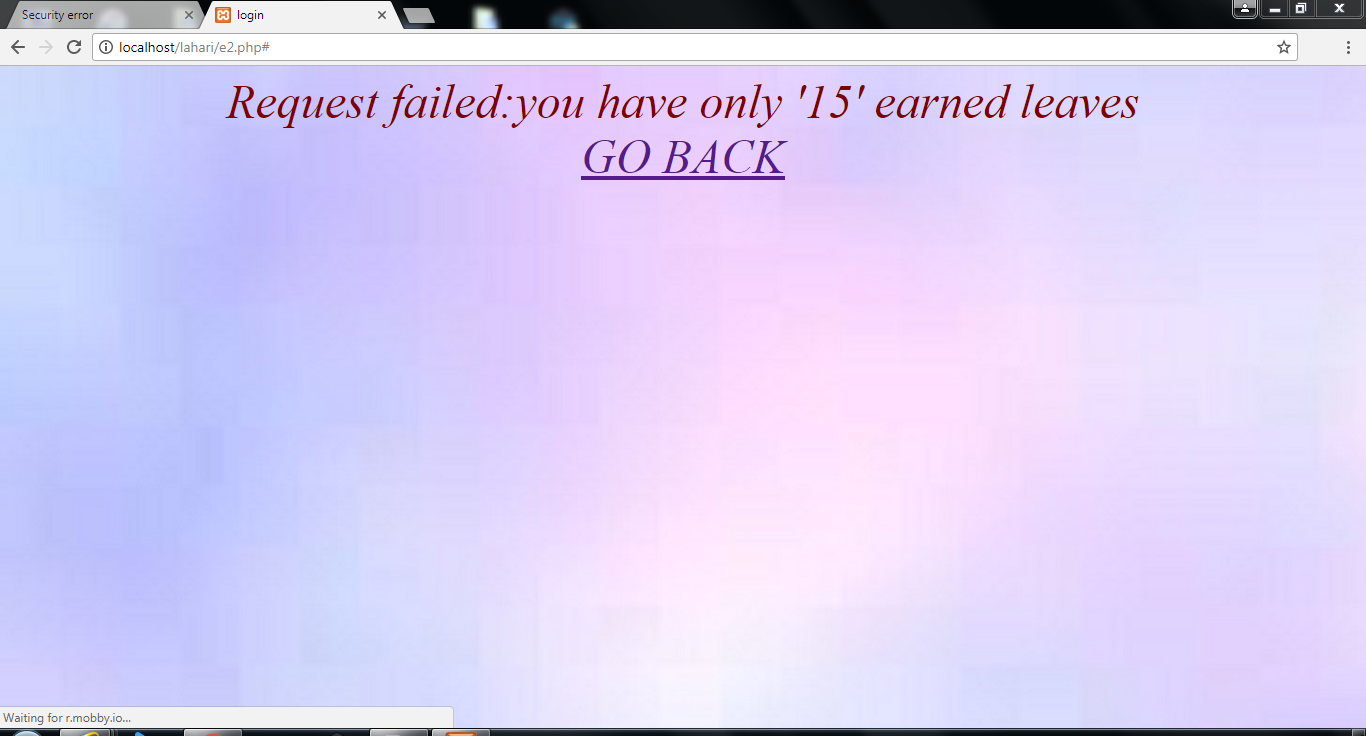 Security error
login
localhost/lahari/e2.php#
Request failed:you have only '15' earned leaves
GO BACK
Waiting for r.mobby.io...